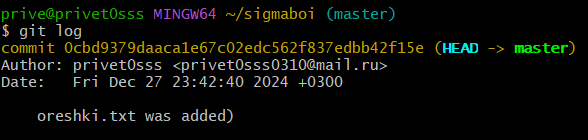 prive@privet0sss MINGW64 ~/sigmaboi (master)
$ git log
commit 0cbd9379daaca1e67c02edc562f837edbb42f15e (HEAD -> master)
Author: privet0sss <privet0sss0310@mail.ru>
Date:   Fri Dec 27 23:42:40 2024 +0300
    oreshki.txt was added)